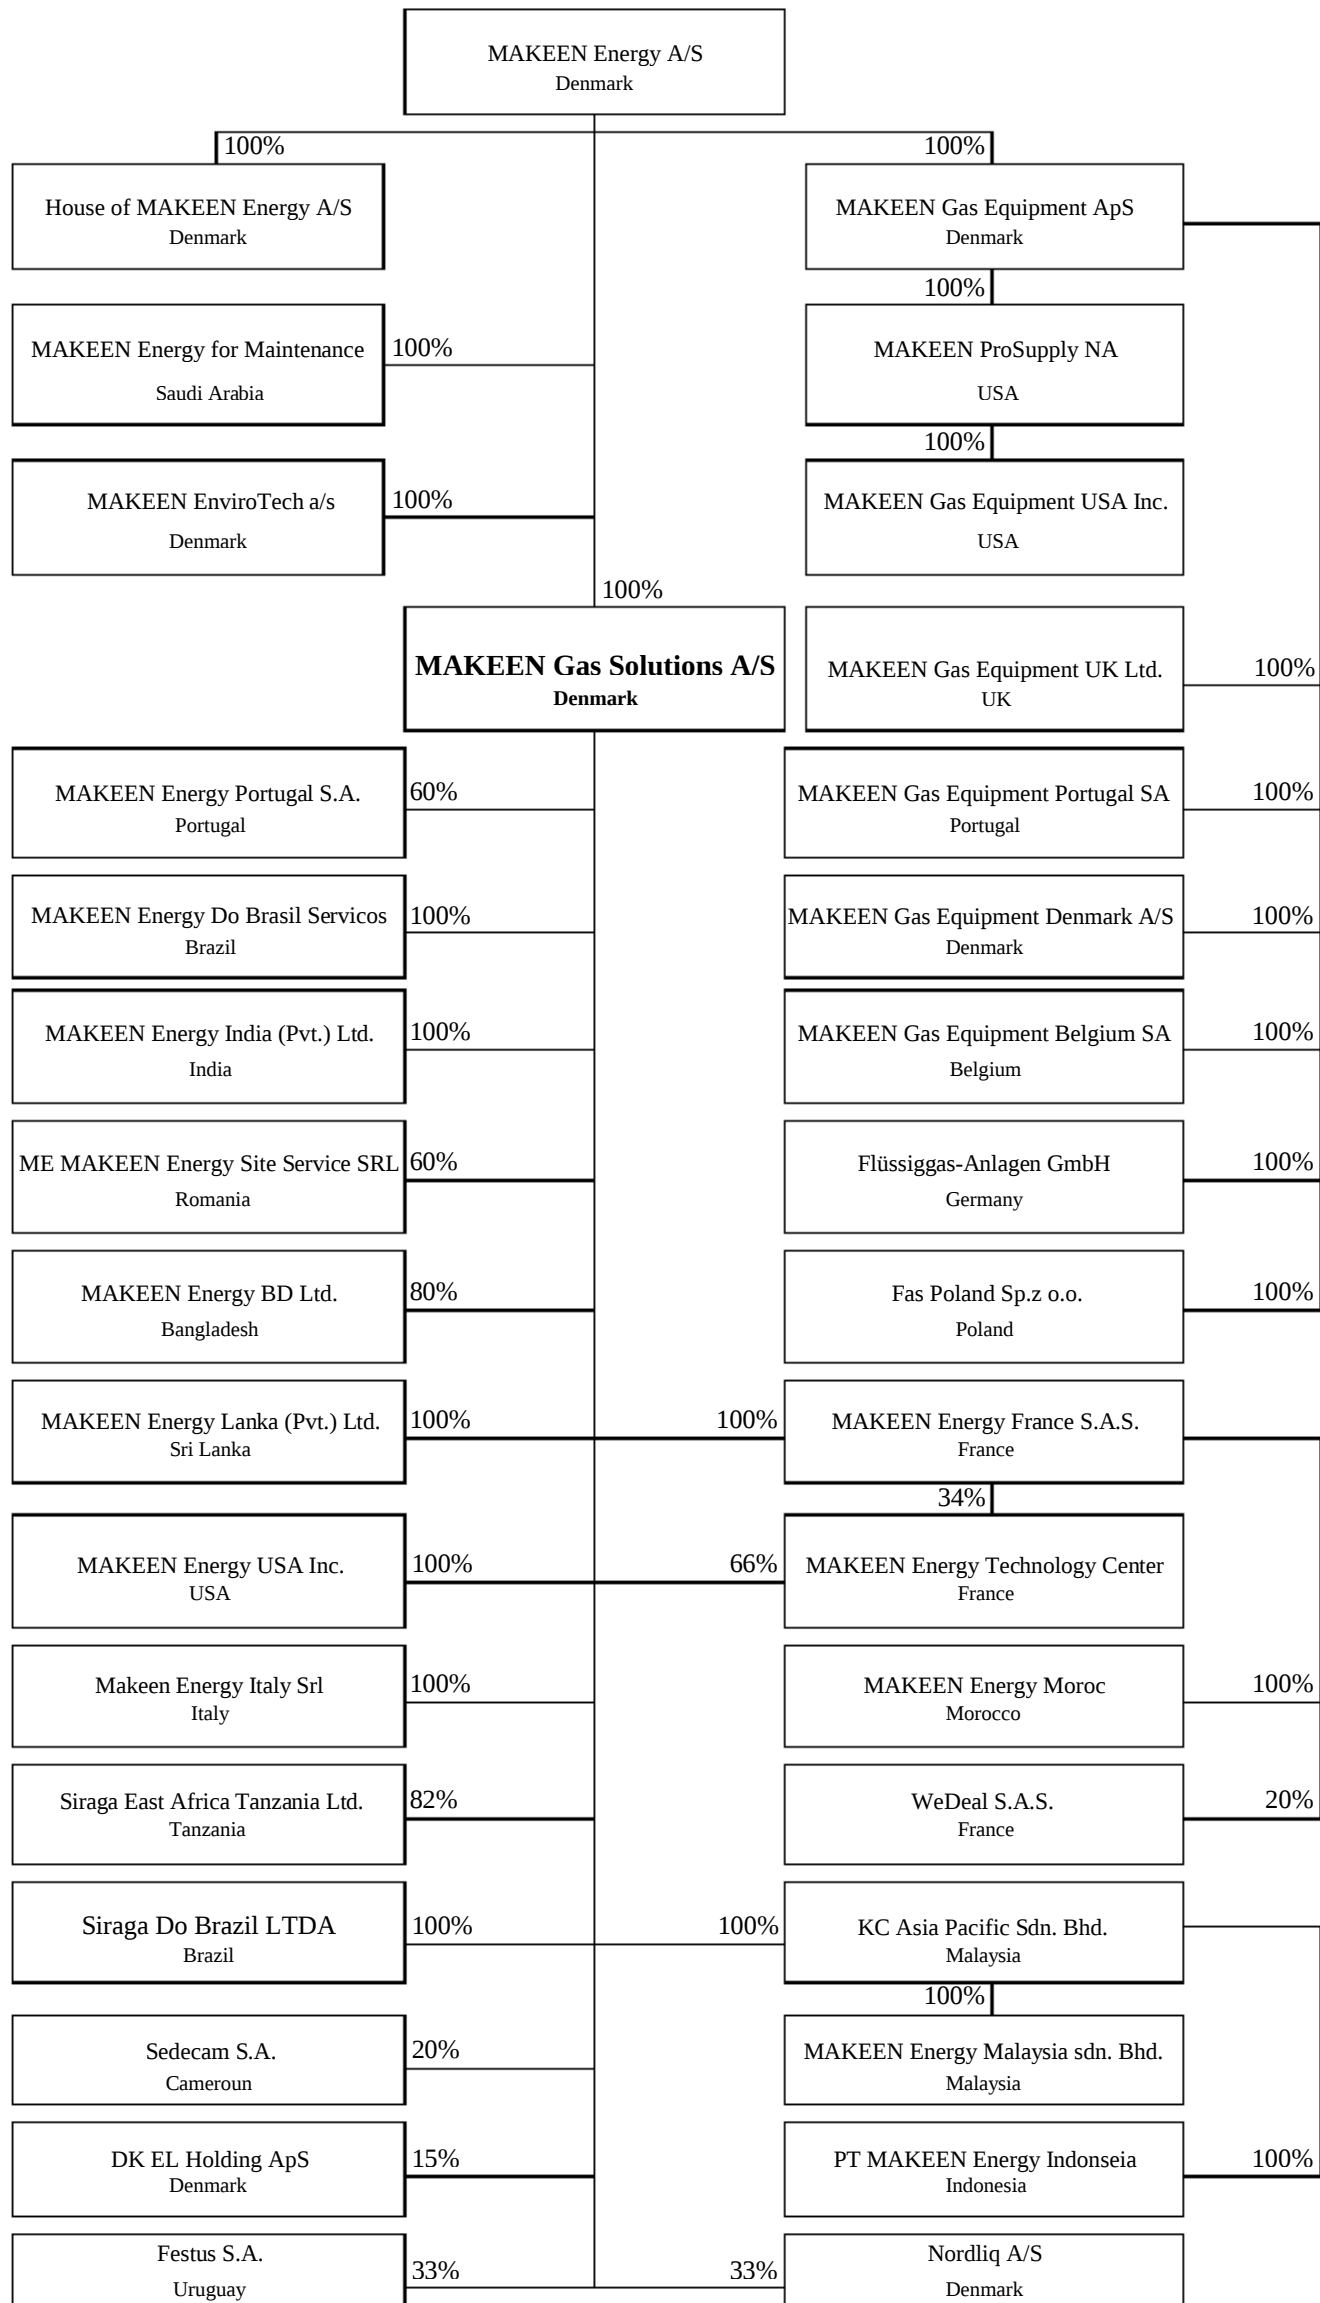 MAKEEN Energy A/S
Denmark
100%
100%
House of MAKEEN Energy A/S
Denmark
MAKEEN Gas Equipment ApS
Denmark
100%
MAKEEN Energy for Maintenance
Saudi Arabia
100%
MAKEEN ProSupply NA
USA
100%
MAKEEN EnviroTech a/s
Denmark
100%
MAKEEN Gas Equipment USA Inc.
USA
100%
MAKEEN Gas Solutions A/S
Denmark
MAKEEN Gas Equipment UK Ltd.
UK
100%
MAKEEN Energy Portugal S.A.
Portugal
60%
MAKEEN Gas Equipment Portugal SA
Portugal
100%
MAKEEN Energy Do Brasil Servicos
Brazil
100%
MAKEEN Gas Equipment Denmark A/S
Denmark
100%
MAKEEN Energy India (Pvt.) Ltd.
India
100%
MAKEEN Gas Equipment Belgium SA
Belgium
100%
ME MAKEEN Energy Site Service SRL
Romania
60%
Flüssiggas-Anlagen GmbH
Germany
100%
MAKEEN Energy BD Ltd.
Bangladesh
80%
Fas Poland Sp.z o.o.
Poland
100%
MAKEEN Energy Lanka (Pvt.) Ltd.
Sri Lanka
100%
100%
MAKEEN Energy France S.A.S.
France
34%
MAKEEN Energy USA Inc.
USA
100%
66%
MAKEEN Energy Technology Center
France
Makeen Energy Italy Srl
Italy
100%
MAKEEN Energy Moroc
Morocco
100%
Siraga East Africa Tanzania Ltd.
Tanzania
82%
WeDeal S.A.S.
France
20%
Siraga Do Brazil LTDA
Brazil
100%
100%
KC Asia Pacific Sdn. Bhd.
Malaysia
100%
Sedecam S.A.
Cameroun
20%
MAKEEN Energy Malaysia sdn. Bhd.
Malaysia
DK EL Holding ApS
Denmark
15%
PT MAKEEN Energy Indonseia
Indonesia
100%
Festus S.A.
Uruguay
33%
33%
Nordliq A/S
Denmark